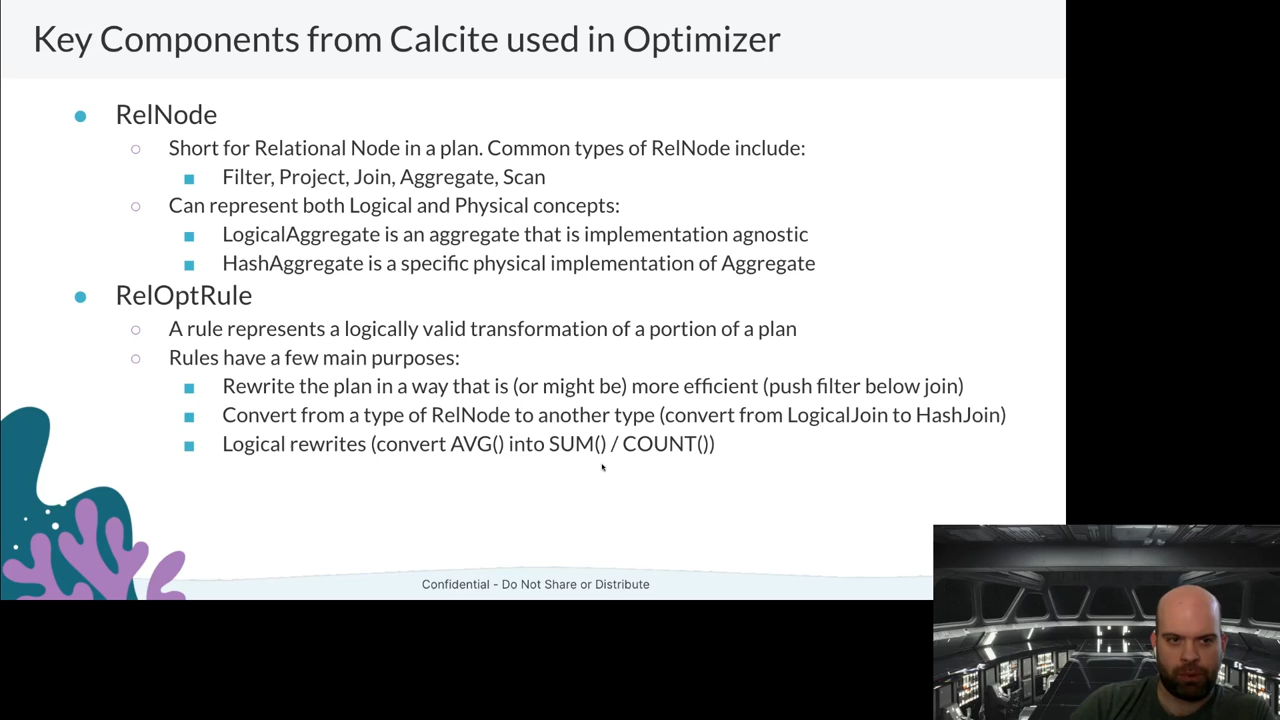 Key Components from Calcite used in Optimizer
● RelNode
○ Short for Relational Node in a plan. Common types of RelNode include:
■ Filter, Project, Join, Aggregate, Scan
○ Can represent both Logical and Physical concepts:
■ LogicalAggregate is an aggregate that is implementation agnostic
■ HashAggregate is a specific physical implementation of Aggregate
● RelOptRule
○ A rule represents a logically valid transformation of a portion of a plan
○ Rules have a few main purposes:
■ Rewrite the plan in a way that is (or might be) more efficient (push filter below join)
■ Convert from a type of RelNode to another type (convert from LogicalJoin to HashJoin)
■ Logical rewrites (convert AVG() into SUM() / COUNT())
Confidential - Do Not Share or Distribute